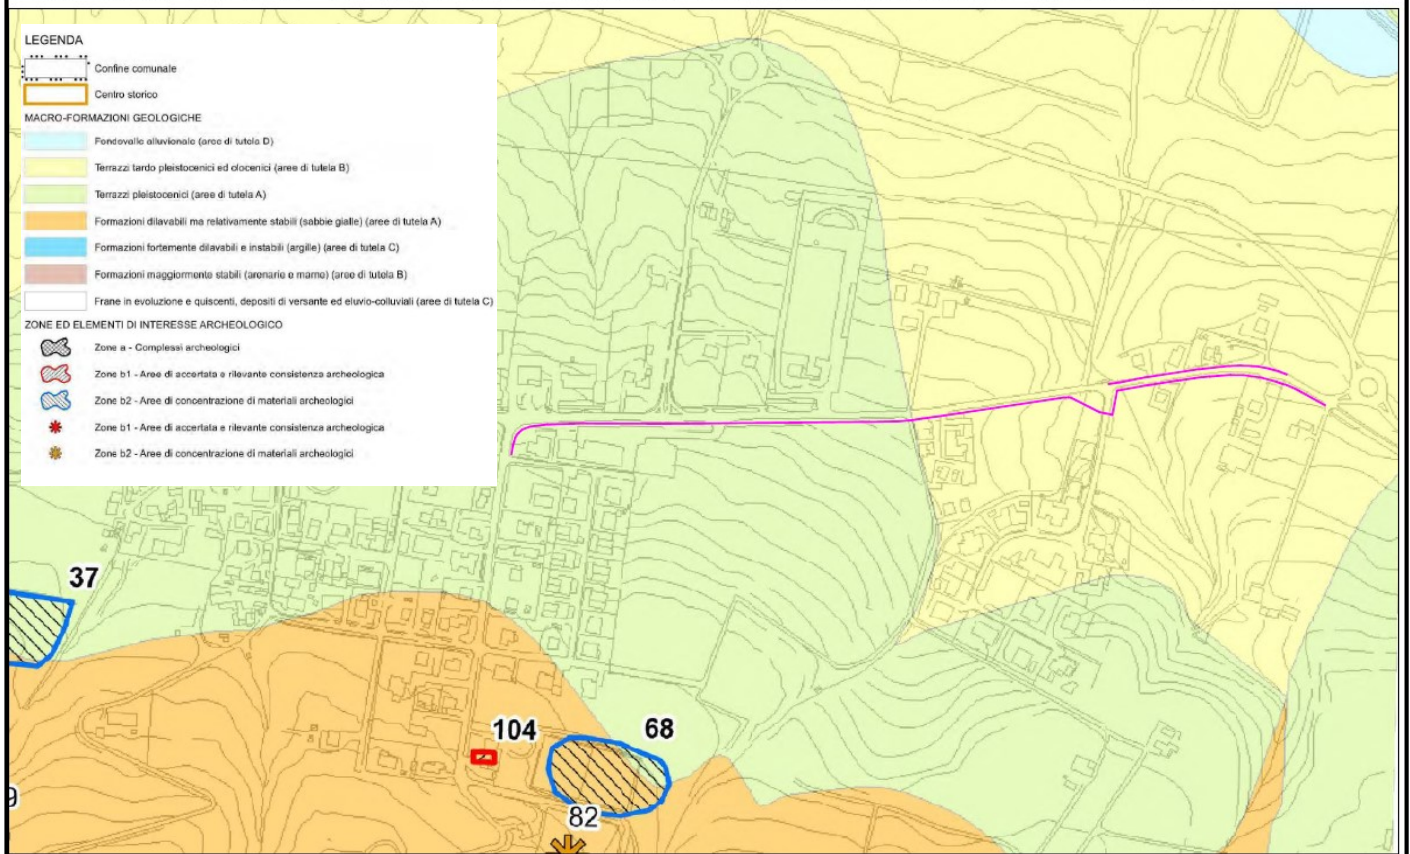 LEGENDA
Confine comunale
Centro storico
MACRO-FORMAZIONI GEOLOGICHE
Fondovalle alluvionale (aree di tutela D)
Terrazzi tardo pleistocenici ed olocenici (aree di tutela B)
Terrazzi pleistocenici (aree di tutela A)
Formazioni dilavabili ma relativamente stabili (sabbie gialle) (aree di tutela A)
Formazioni fortemente dilavabili e instabili (argille) (aree di tutela C)
Formazioni maggiormente stabili (arenarie e marne) (aree di tutela B)
Frane in evoluzione e quiscenti, depositi di versante ed eluvio-colluviali (aree di tutela C)
ZONE ED ELEMENTI DI INTERESSE ARCHEOLOGICO
Zone a - Complessi archeologici
Zone b1 - Aree di accertata e rilevante consistenza archeologica
Zone b2 - Aree di concentrazione di materiali archeologici
Zone b1 - Aree di accertata e rilevante consistenza archeologica
Zone b2 - Aree di concentrazione di materiali archeologici
37
104
68
9
82